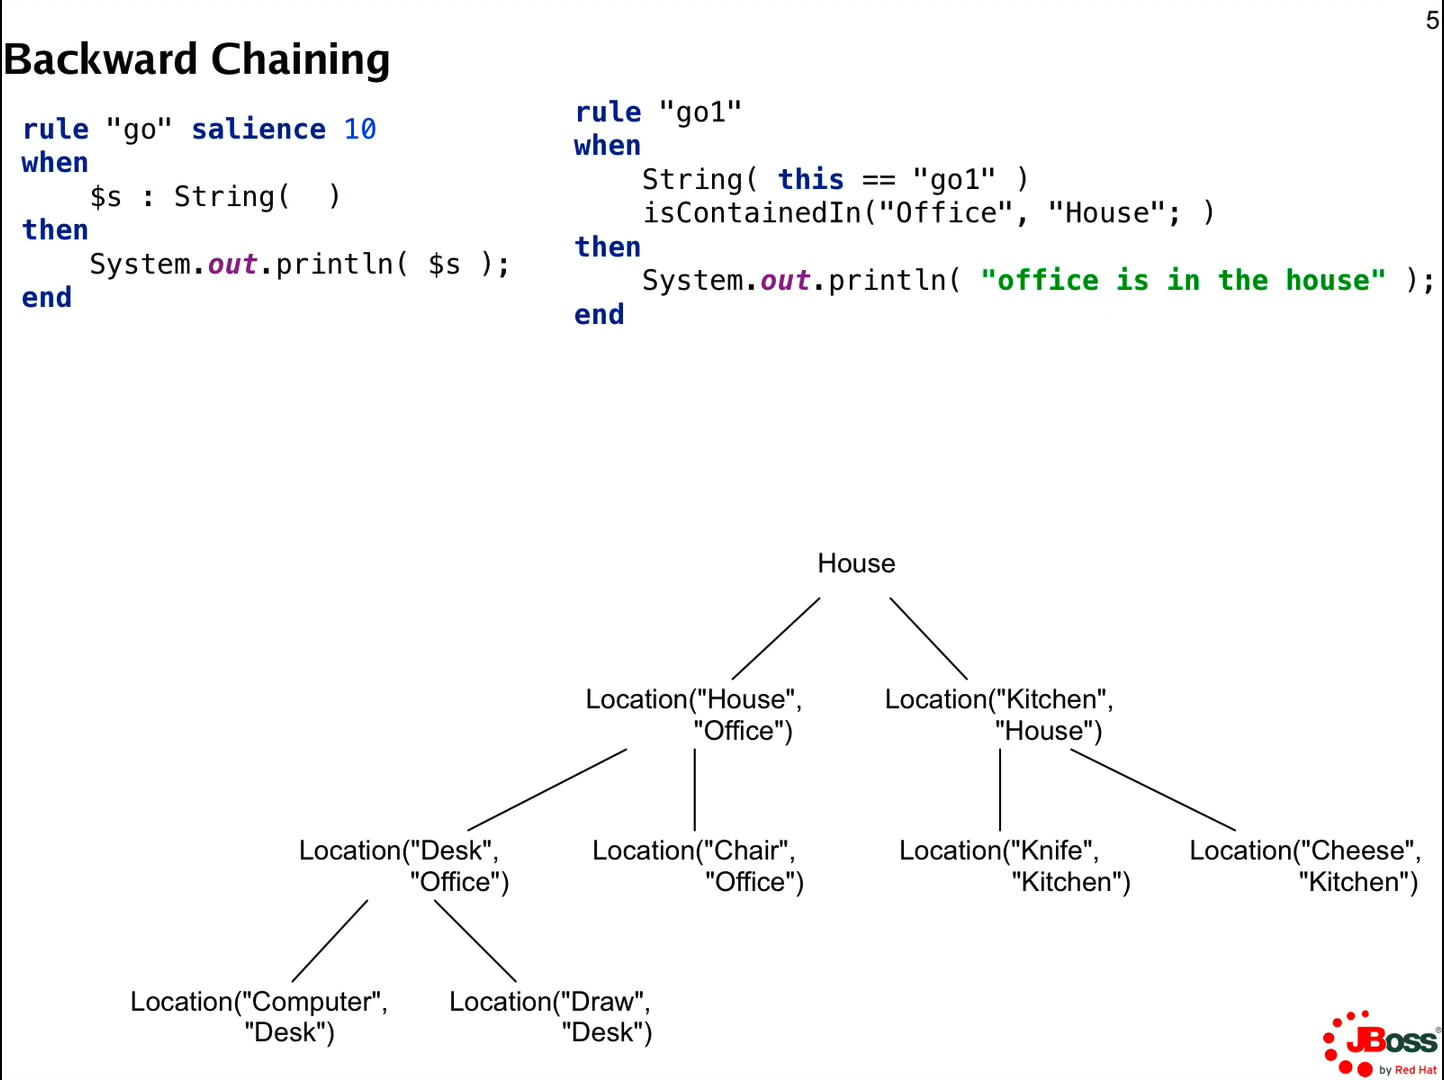 5
Backward Chaining
rule "go" salience 10
when
    $s : String(  )
then
    System.out.println( $s );
end
rule "go1"
when
    String( this == "go1" )
    isContainedIn("Office", "House"; )
then
    System.out.println( "office is in the house" );
end
House
Location("House",
"Office")
Location("Kitchen",
"House")
Location("Desk",
"Office")
Location("Chair",
"Office")
Location("Knife",
"Kitchen")
Location("Cheese",
"Kitchen")
Location("Computer",
"Desk")
Location("Draw",
"Desk")
JBoss®
by Red Hat